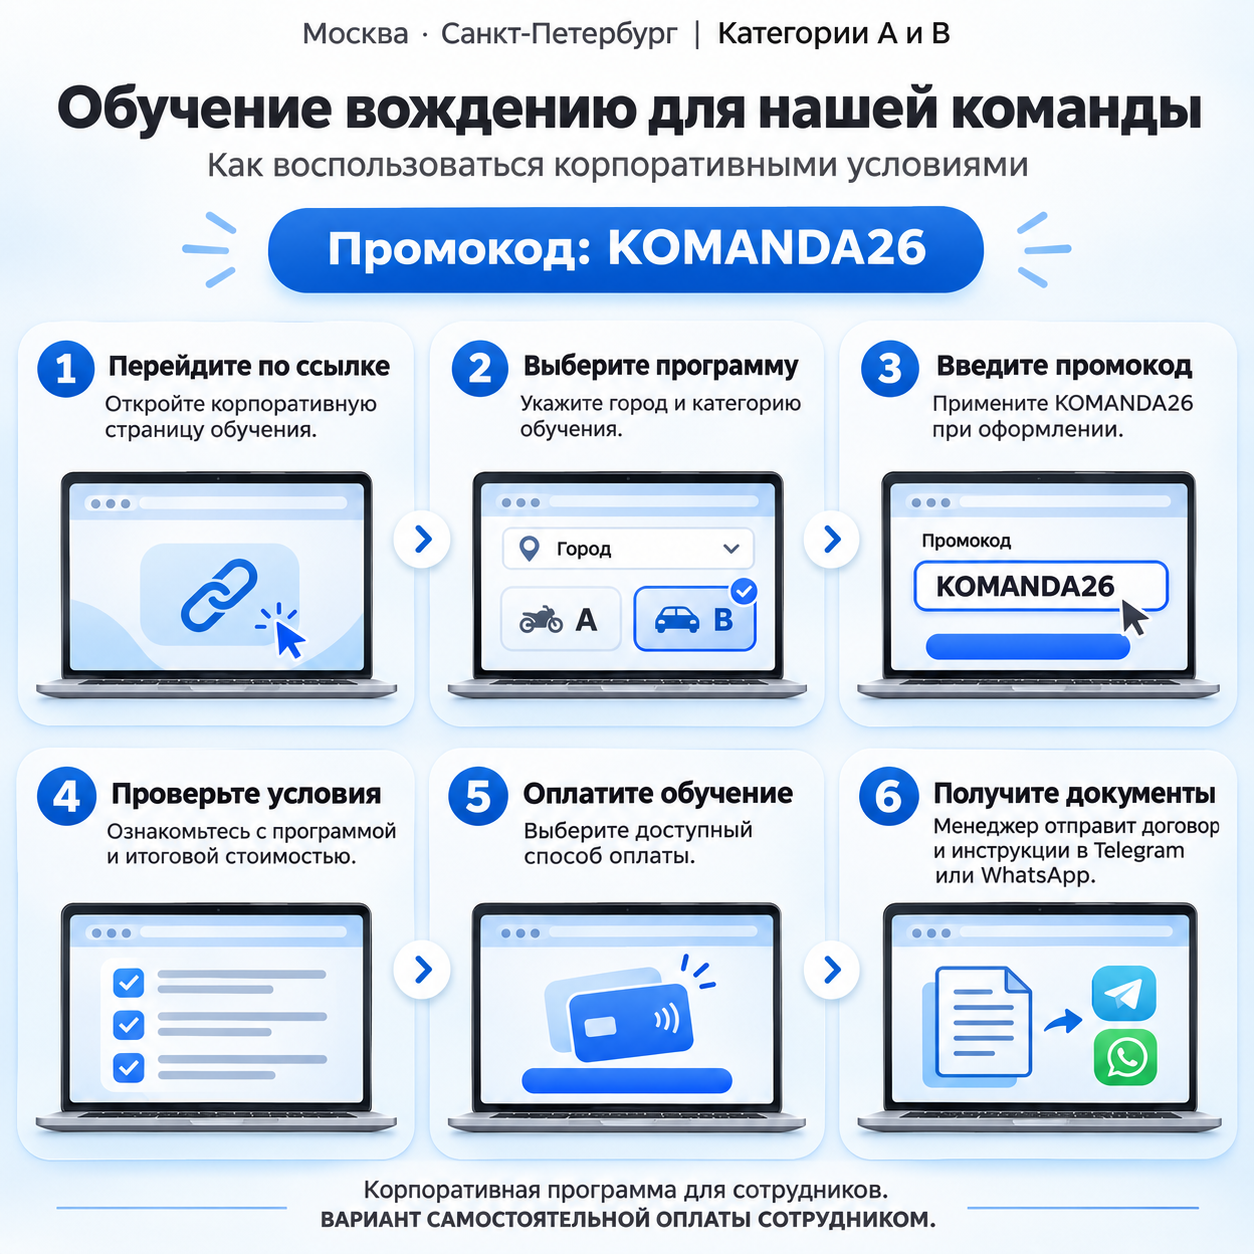 Москва · Санкт-Петербург | Категории А и В
Обучение вождению для нашей команды
Как воспользоваться корпоративными условиями
Промокод: KOMANDA26
1 Перейдите по ссылке
Откройте корпоративную
страницу обучения.
2 Выберите программу
Укажите город и категорию
обучения.
Город
A
B
3 Введите промокод
Примените KOMANDA26
при оформлении.
Промокод
KOMANDA26
4 Проверьте условия
Ознакомьтесь с программой
и итоговой стоимостью.
5 Оплатите обучение
Выберите доступный
способ оплаты.
6 Получите документы
Менеджер отправит договор
и инструкции в Telegram
или WhatsApp.
Корпоративная программа для сотрудников.
ВАРИАНТ САМОСТОЯТЕЛЬНОЙ ОПЛАТЫ СОТРУДНИКОМ.